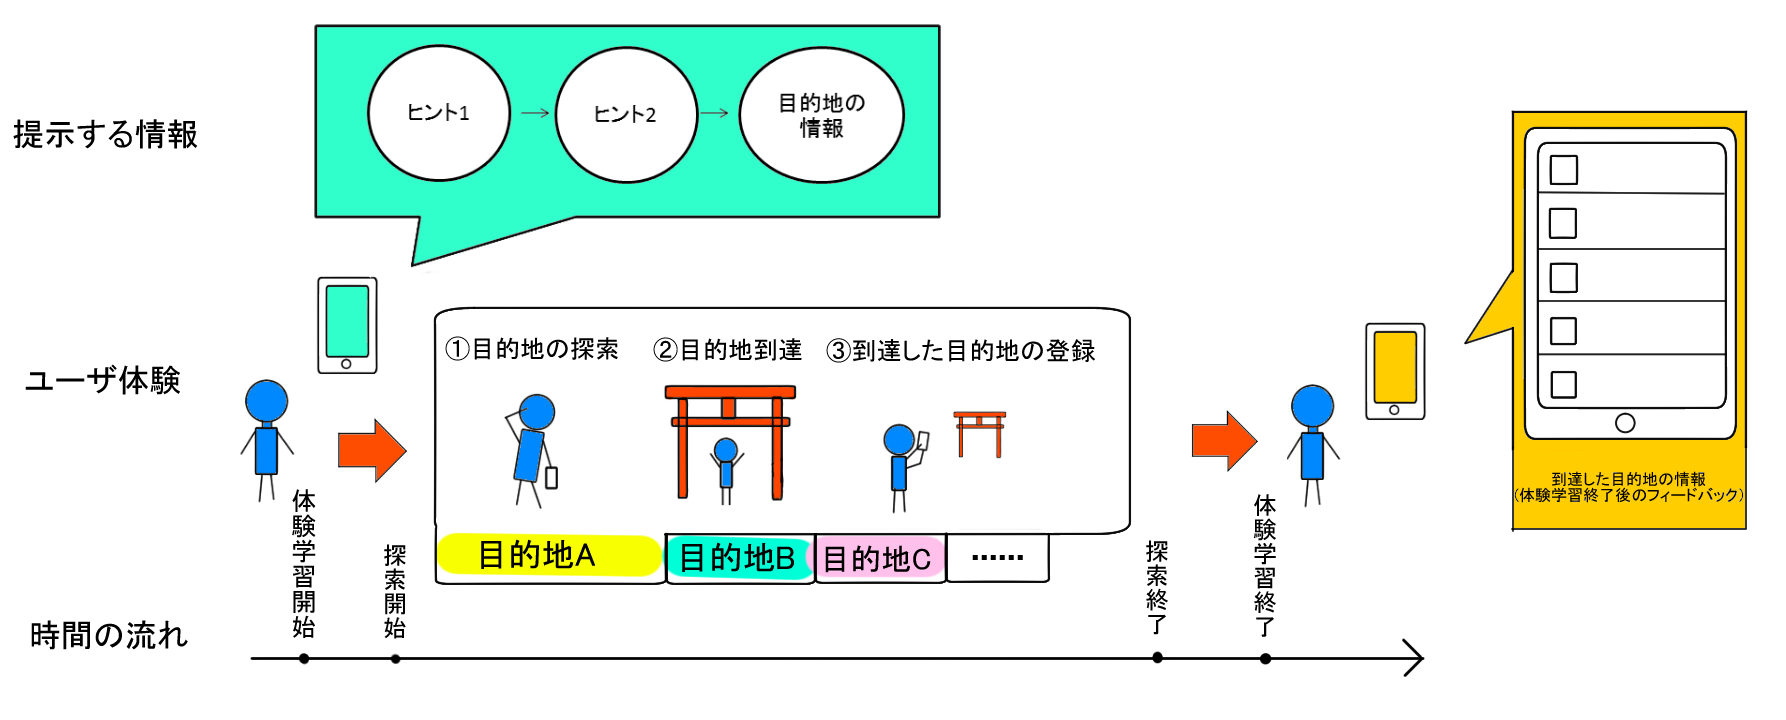 提示する情報
ヒント1
ヒント2
目的地の
情報
ユーザ体験
①目的地の探索
②目的地到達
③到達した目的地の登録
目的地A
目的地B
目的地C
……
到達した目的地の情報
(体験学習終了後のフィードバック)
時間の流れ
体験学習開始
探索開始
探索終了
体験学習終了